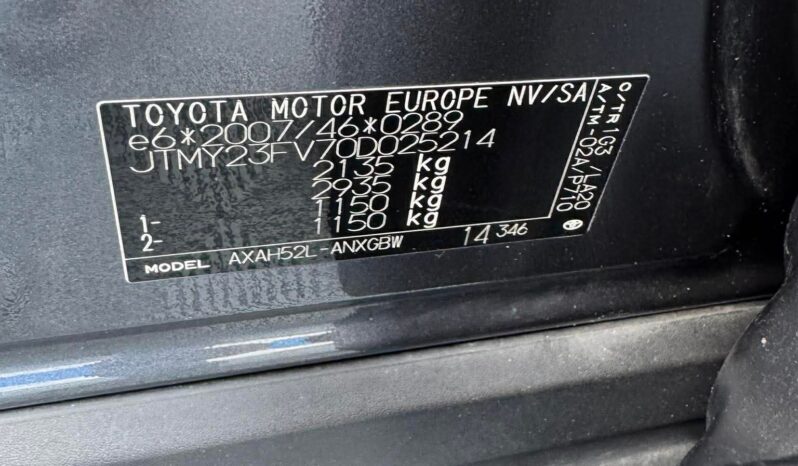 TOYOTA MOTOR EUROPE NV/SA
e6*2007/46*0289
JTMY23FV70D025214
2135 kg
2935 kg
1- 1150 kg
2- 1150 kg
MODEL AXAH52L-ANXGBW 14 346
C/TR 1G3/LA20
A/TM -02A/P710